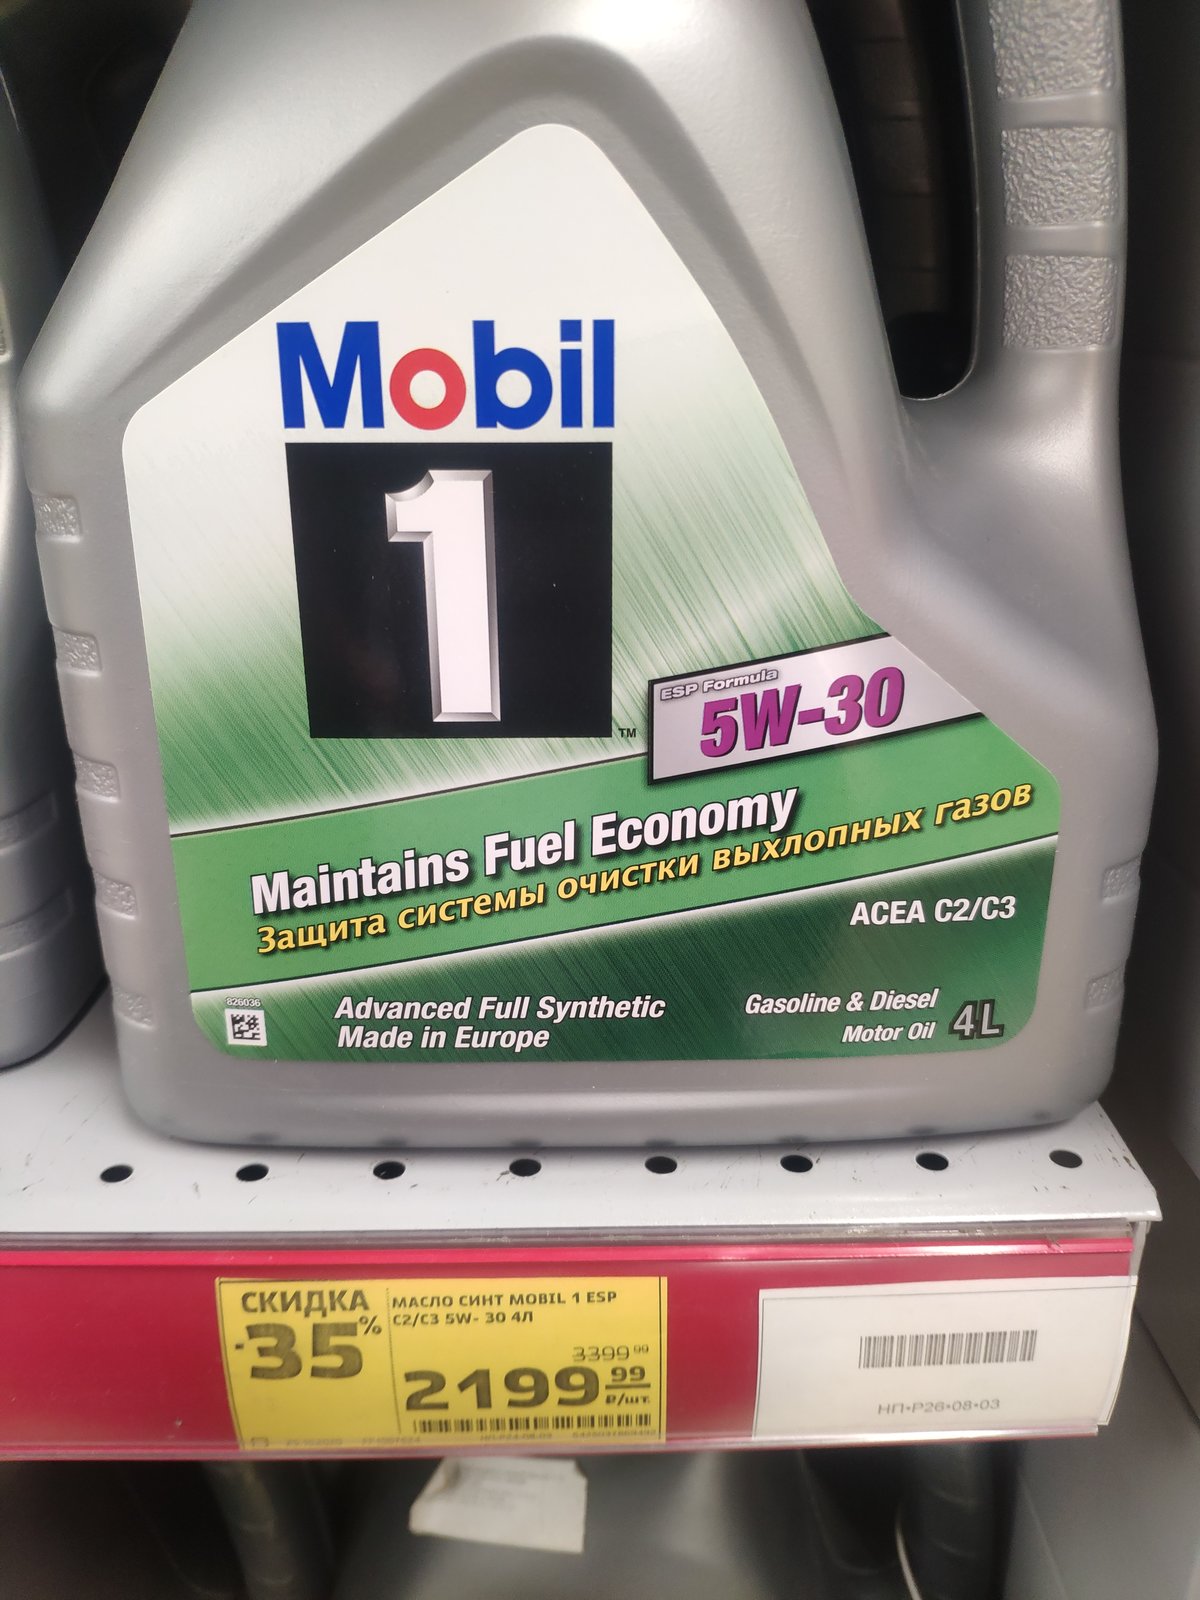 Mobil
1
TM
ESP Formula
5W-30
Maintains Fuel Economy
Защита системы очистки выхлопных газов
ACEA C2/C3
826036
Advanced Full Synthetic
Made in Europe
Gasoline & Diesel
Motor Oil 4L
СКИДКА
-35%
МАСЛО СИНТ MOBIL 1 ESP
C2/C3 5W- 30 4Л
3399 99
2199 99
₽/шт.
НП•Р26•08•03